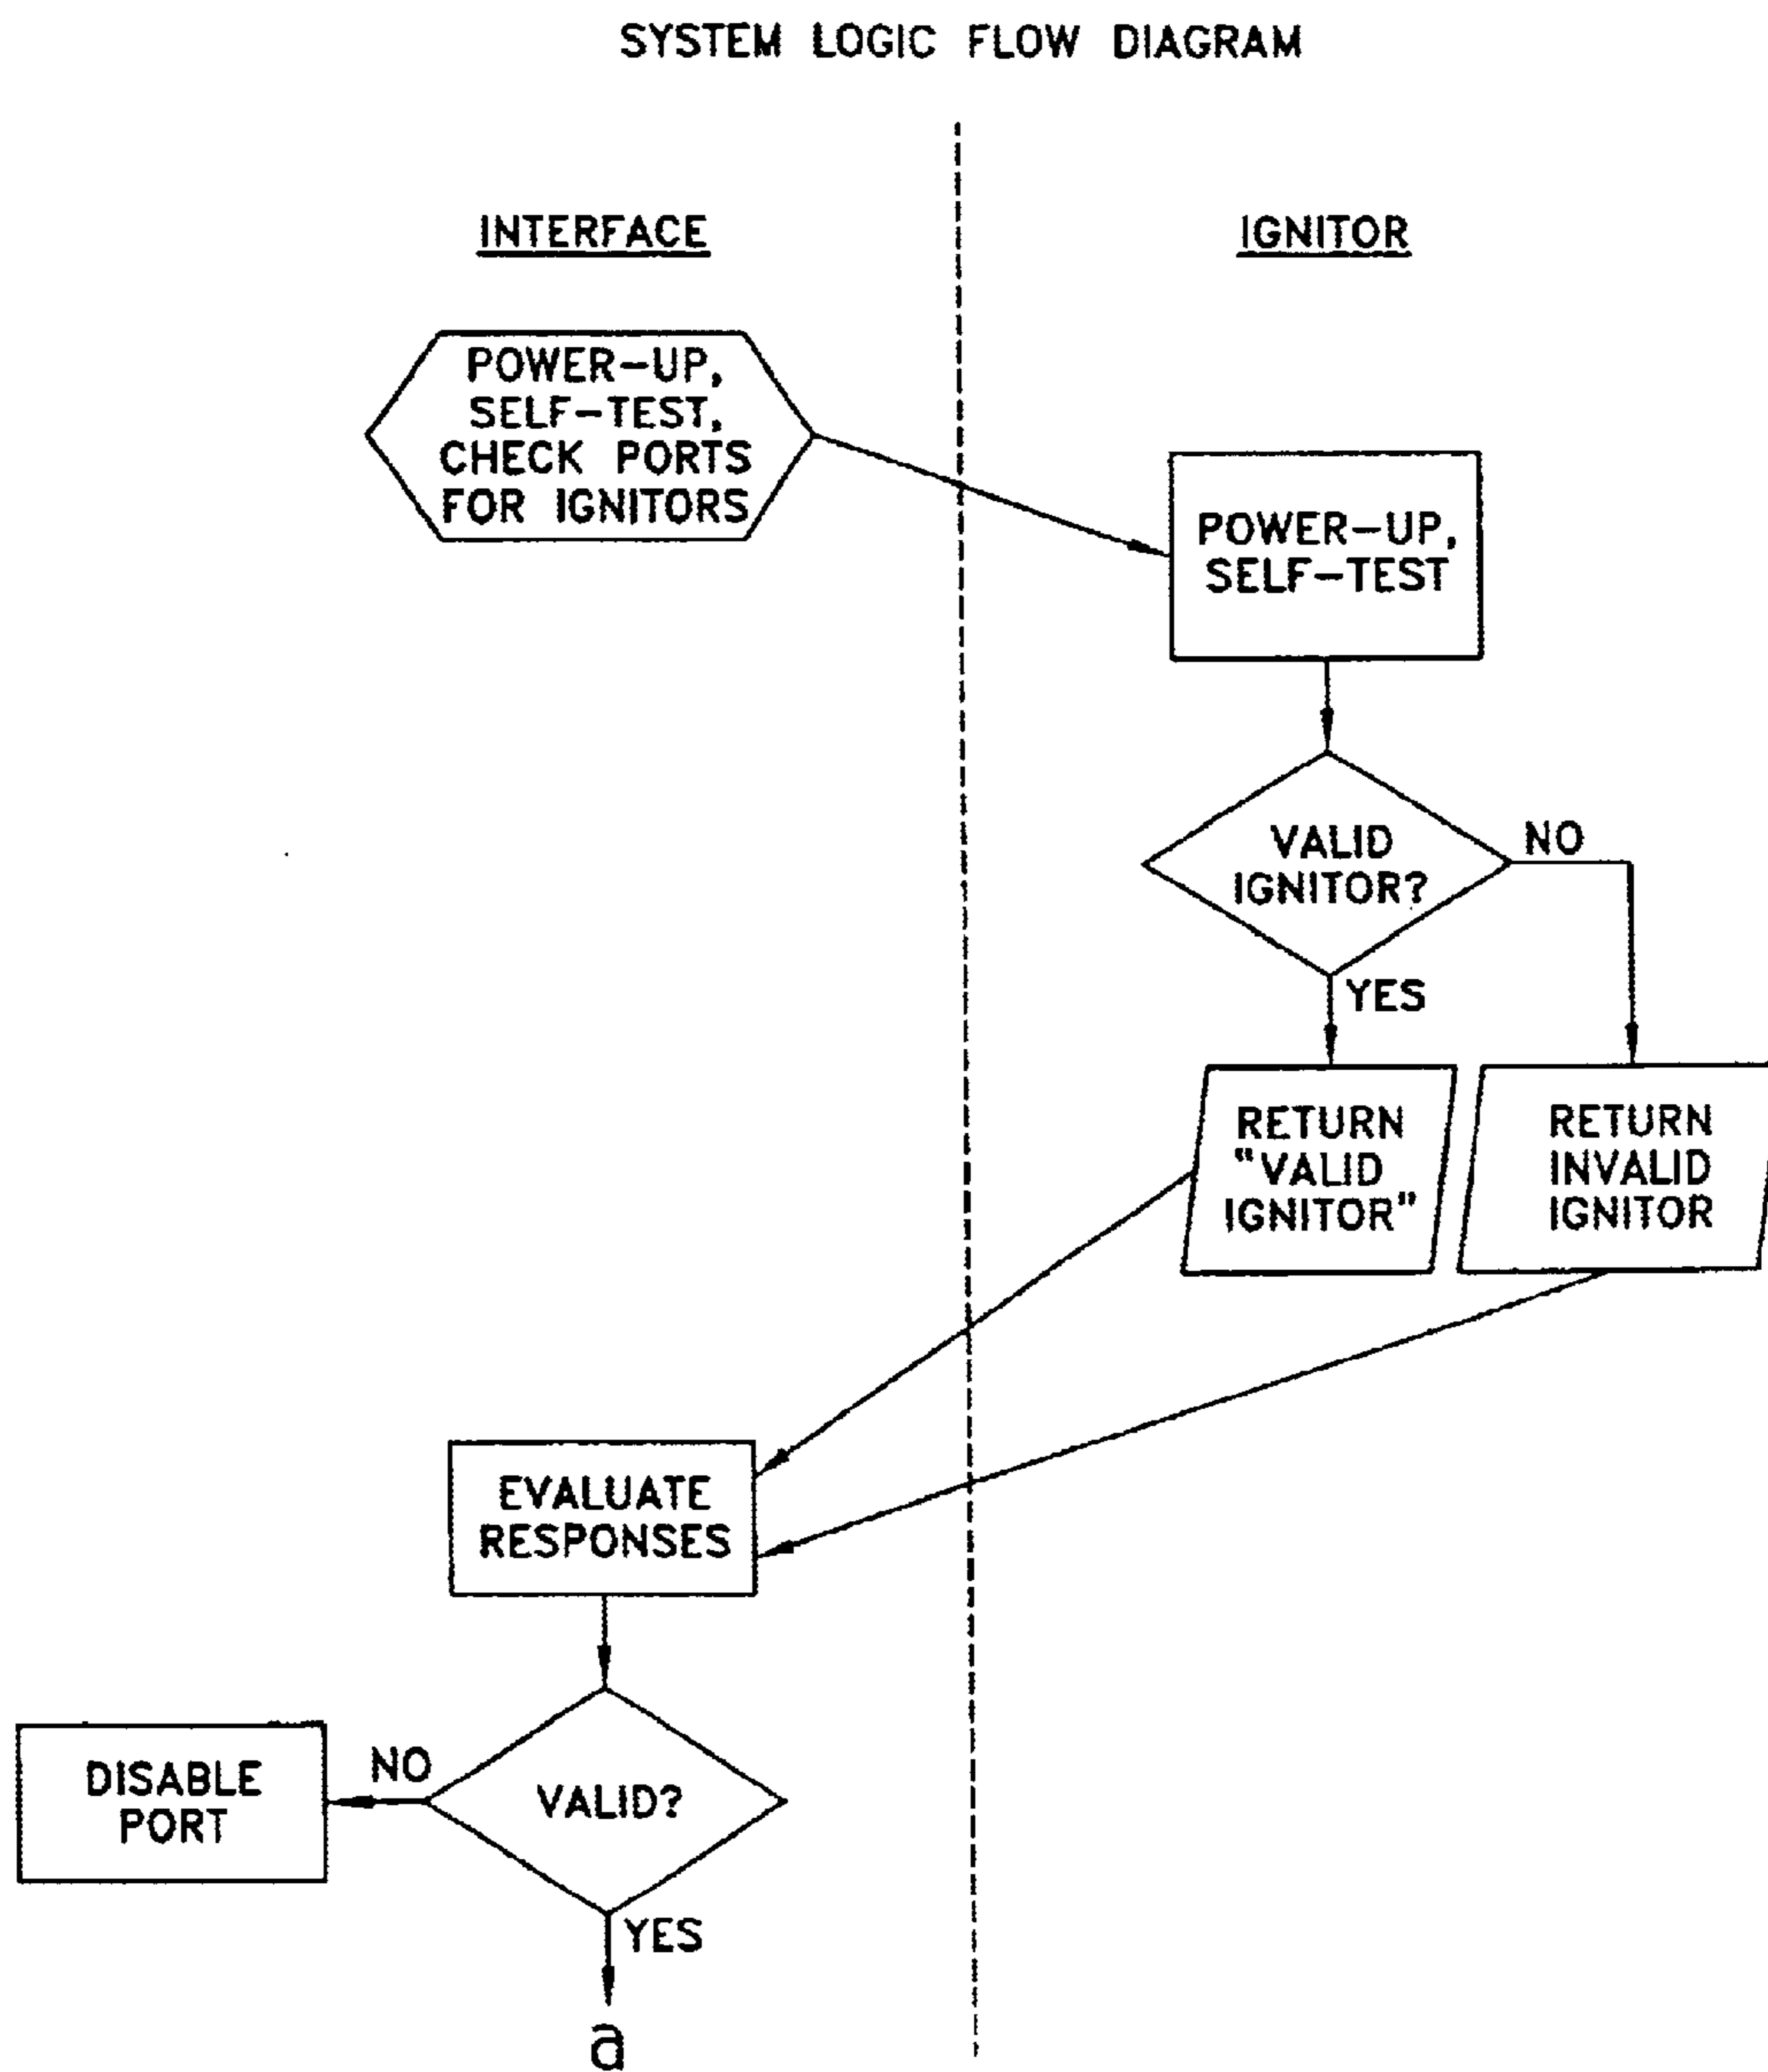 SYSTEM LOGIC FLOW DIAGRAM
INTERFACE
IGNITOR
POWER-UP,
SELF-TEST,
CHECK PORTS
FOR IGNITORS
POWER-UP,
SELF-TEST
VALID
IGNITOR?
NO
YES
RETURN
"VALID
IGNITOR"
RETURN
INVALID
IGNITOR
EVALUATE
RESPONSES
VALID?
NO
DISABLE
PORT
YES
a